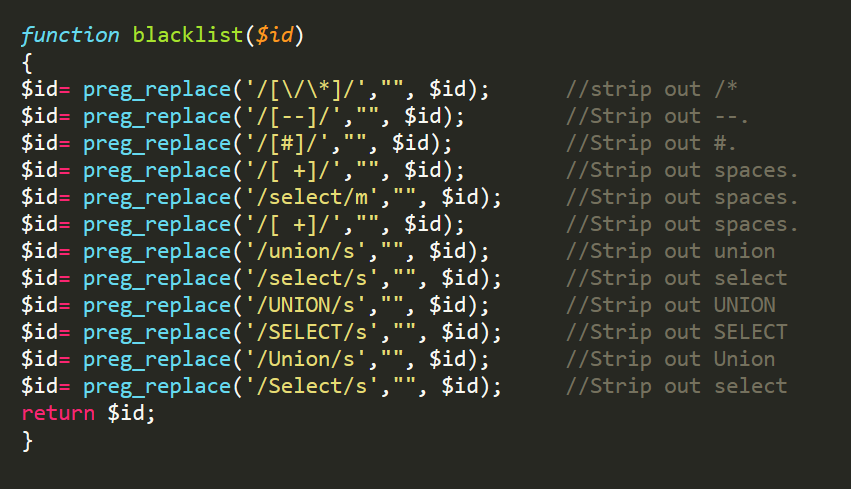 function blacklist($id)
{
$id= preg_replace('/[\/\*]/',"", $id);      //strip out /*
$id= preg_replace('/[--]/',"", $id);        //Strip out --.
$id= preg_replace('/[#]/',"", $id);         //Strip out #.
$id= preg_replace('/[ +]/',"", $id);        //Strip out spaces.
$id= preg_replace('/select/m',"", $id);     //Strip out spaces.
$id= preg_replace('/[ +]/',"", $id);        //Strip out spaces.
$id= preg_replace('/union/s',"", $id);      //Strip out union
$id= preg_replace('/select/s',"", $id);     //Strip out select
$id= preg_replace('/UNION/s',"", $id);      //Strip out UNION
$id= preg_replace('/SELECT/s',"", $id);     //Strip out SELECT
$id= preg_replace('/Union/s',"", $id);      //Strip out Union
$id= preg_replace('/Select/s',"", $id);     //Strip out select
return $id;
}